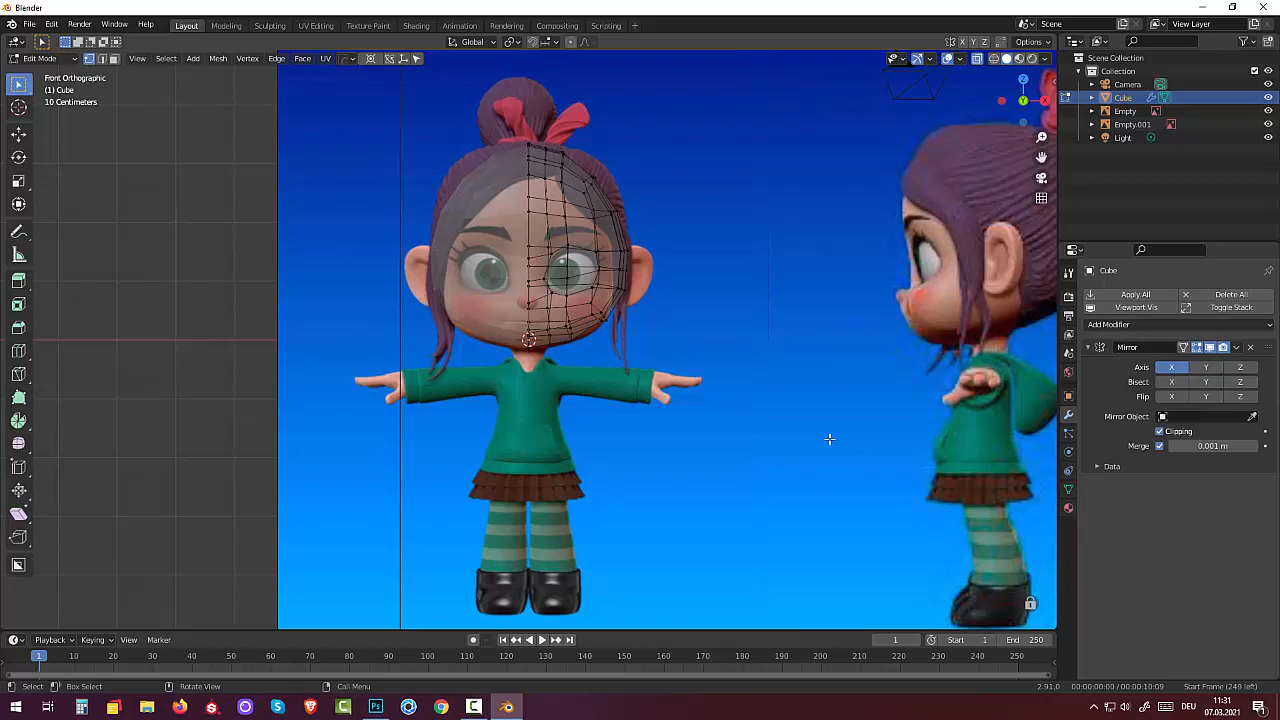 Blender
File Edit Render Window Help Layout Modeling Sculpting UV Editing Texture Paint Shading Animation Rendering Compositing Scripting + Scene View Layer
Global X Y Z Options
Edit Mode View Select Add Mesh Vertex Edge Face UV
Front Orthographic
(1) Cube
10 Centimeters
Z
Y
X
Scene Collection
Collection
Camera
Cube
Empty
Empty.001
Light
Cube
Apply All Delete All
Viewport Vis Toggle Stack
Add Modifier
Mirror
Axis X Y Z
Bisect X Y Z
Flip X Y Z
Mirror Object
Clipping
Merge 0.001 m
Data
Playback Keying View Marker 1 Start 1 End 250
1 10 20 30 40 50 60 70 80 90 100 110 120 130 140 150 160 170 180 190 200 210 220 230 240 250
Select Box Select Rotate View Call Menu 2.91.0 00:00:00:00 / 00:00:10:09 Start Frame (249 left)
Ps DEU 11:31
07.03.2021